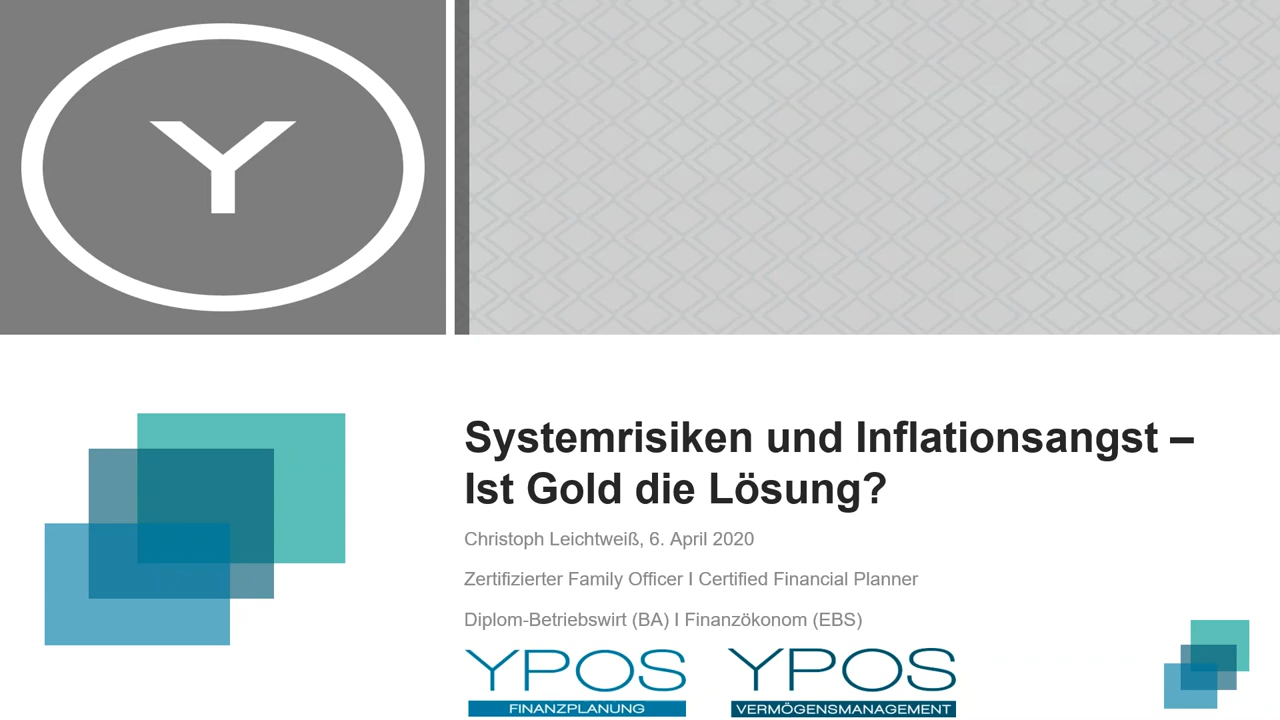 Y
Systemrisiken und Inflationsangst –
Ist Gold die Lösung?
Christoph Leichtweiß, 6. April 2020
Zertifizierter Family Officer I Certified Financial Planner
Diplom-Betriebswirt (BA) I Finanzökonom (EBS)
YPOS YPOS
FINANZPLANUNG VERMÖGENSMANAGEMENT